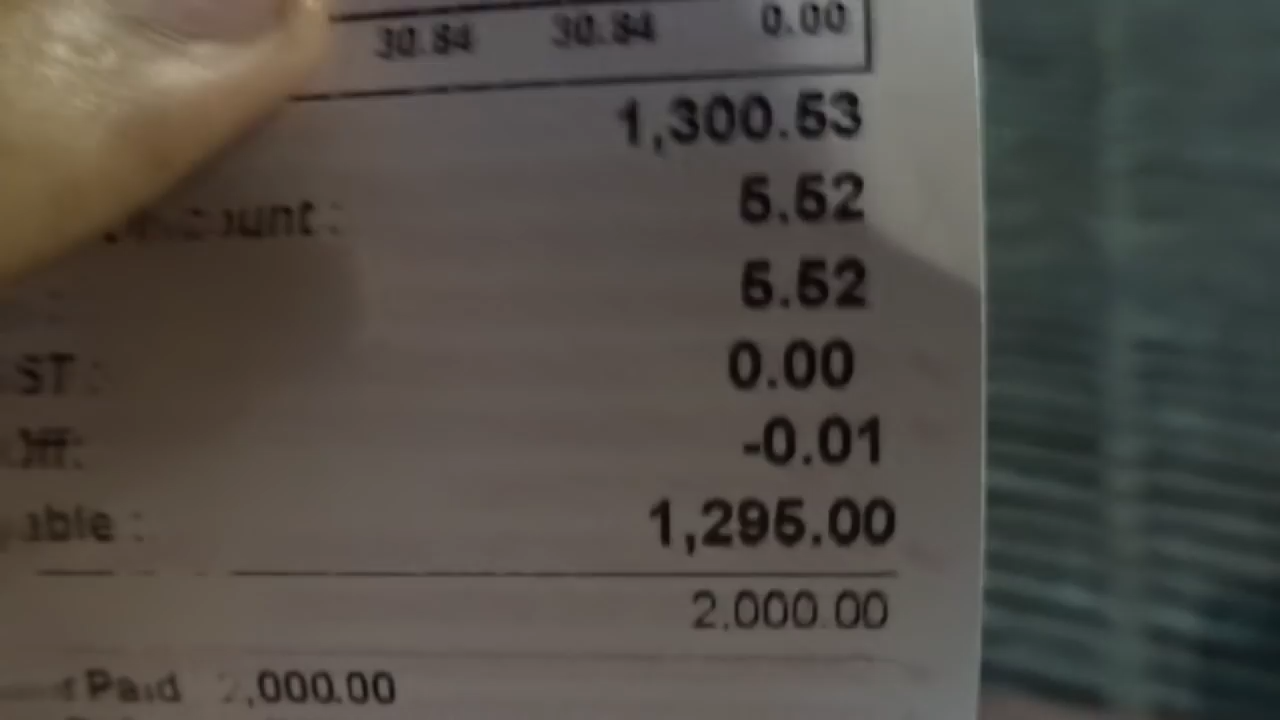 30.84 30.84 0.00
1,300.53
5.52
5.52
ST : 0.00
Off: -0.01
able : 1,295.00
2,000.00
Paid ,000.00